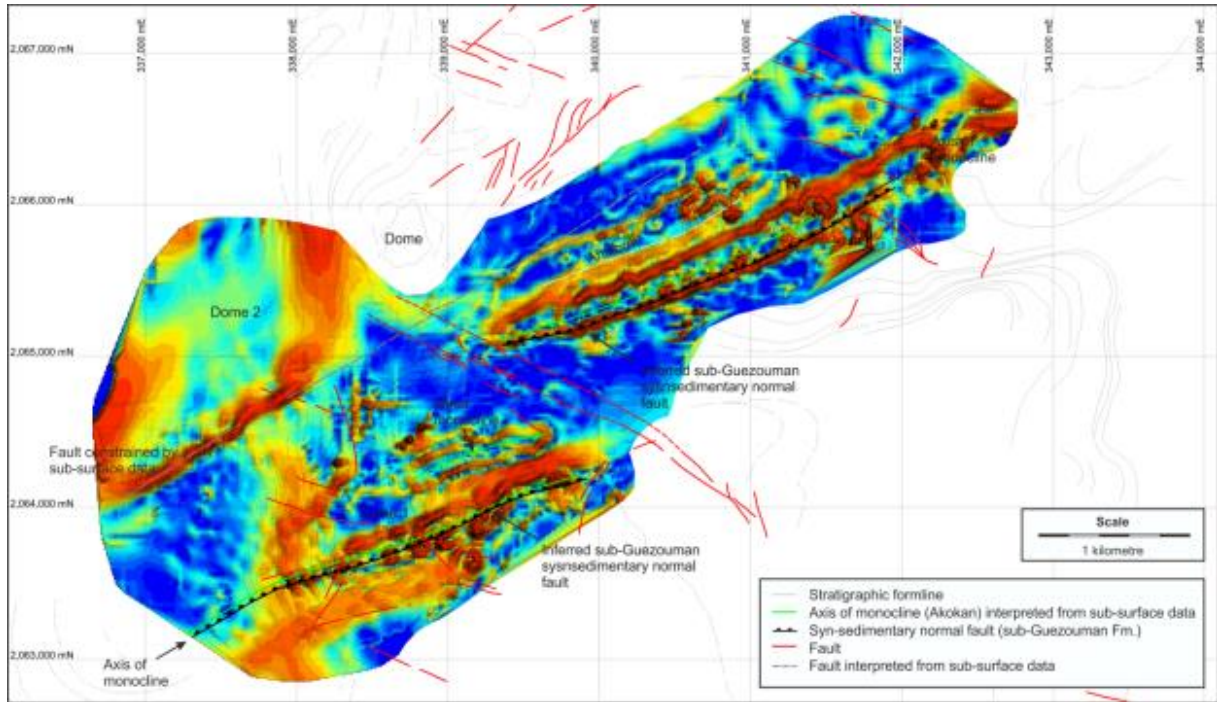 337,000 mE
338,000 mE
339,000 mE
340,000 mE
341,000 mE
342,000 mE
343,000 mE
344,000 mE
2,067,000 mN
2,066,000 mN
2,065,000 mN
2,064,000 mN
2,063,000 mN
Dome
Dome 2
Inferred sub-Guezouman
sysnsedimentary normal
fault
Fault constrained by
sub-surface data
Inferred sub-Guezouman
sysnsedimentary normal
fault
Axis of
monocline
Scale
1 kilometre
Stratigraphic formline
Axis of monocline (Akokan) interpreted from sub-surface data
Syn-sedimentary normal fault (sub-Guezouman Fm.)
Fault
Fault interpreted from sub-surface data